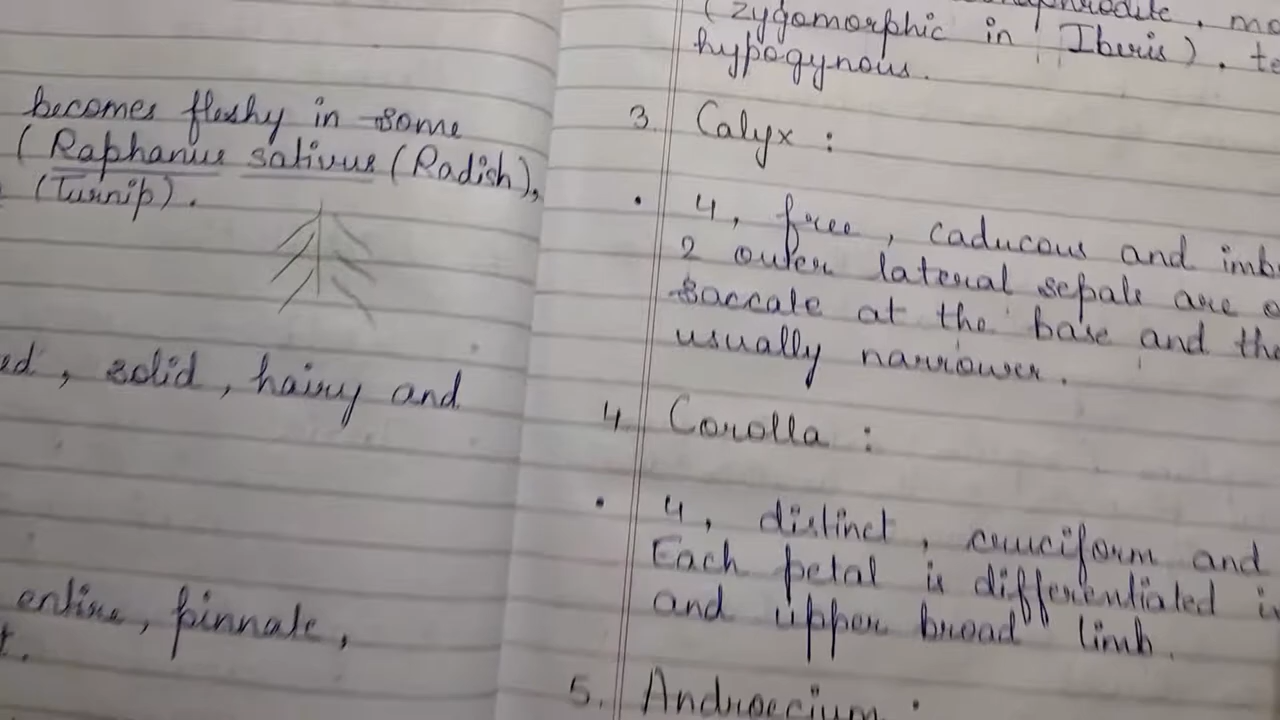 becomes fleshy in some
(Raphanus sativus (Radish),
(Turnip).
, solid, hairy and
entire, pinnate,
(zygomorphic in Iberis).
hypogynous.
3. Calyx :
• 4, free, caducous and
2 outer lateral sepals are
saccate at the base and
usually narrower.
4. Corolla :
• 4, distinct, cruciform and
Each petal is differentiated
and upper broad limb.
5. Androecium :